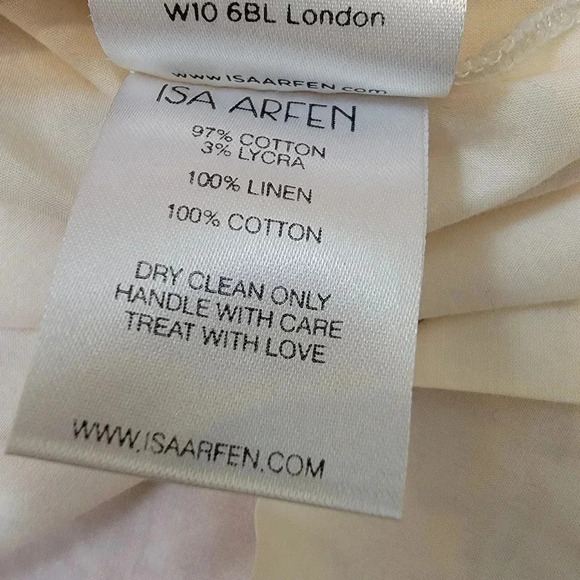 W10 6BL London
www.ISAARFEN.com
ISA ARFEN
97% COTTON
3% LYCRA
100% LINEN
100% COTTON
DRY CLEAN ONLY
HANDLE WITH CARE
TREAT WITH LOVE
WWW.ISAARFEN.COM